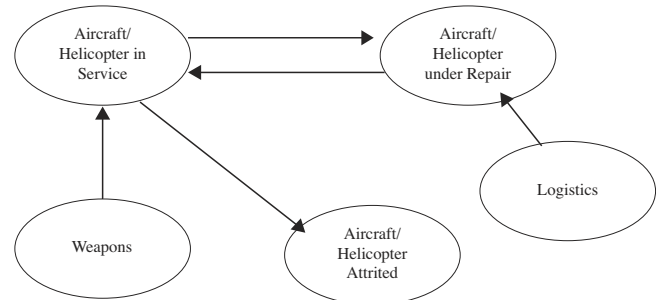 Aircraft/
Helicopter in
Service
Aircraft/
Helicopter
under Repair
Logistics
Weapons
Aircraft/
Helicopter
Attrited